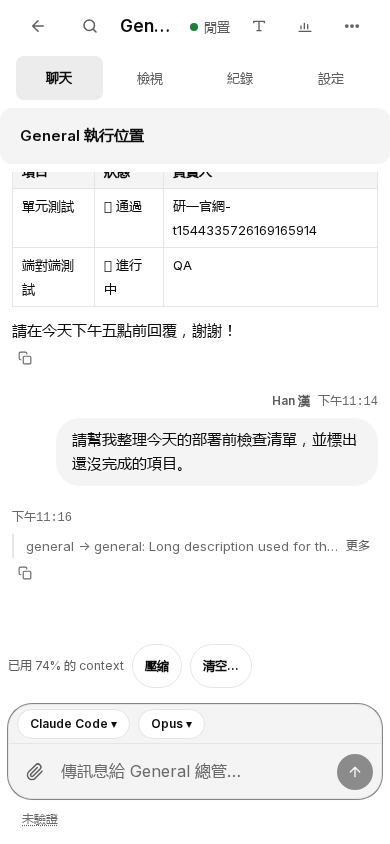 Gen...
閒置
聊天
檢視
紀錄
設定
General 執行位置
項目 狀態 負責人
單元測試 通過 研一官網-
t1544335726169165914
端對端測試 進行中 QA
請在今天下午五點前回覆，謝謝！
Han 漢 下午11:14
請幫我整理今天的部署前檢查清單，並標出
還沒完成的項目。
下午11:16
general → general: Long description used for th... 更多
已用 74% 的 context
壓縮
清空...
Claude Code ▾
Opus ▾
傳訊息給 General 總管...
未驗證